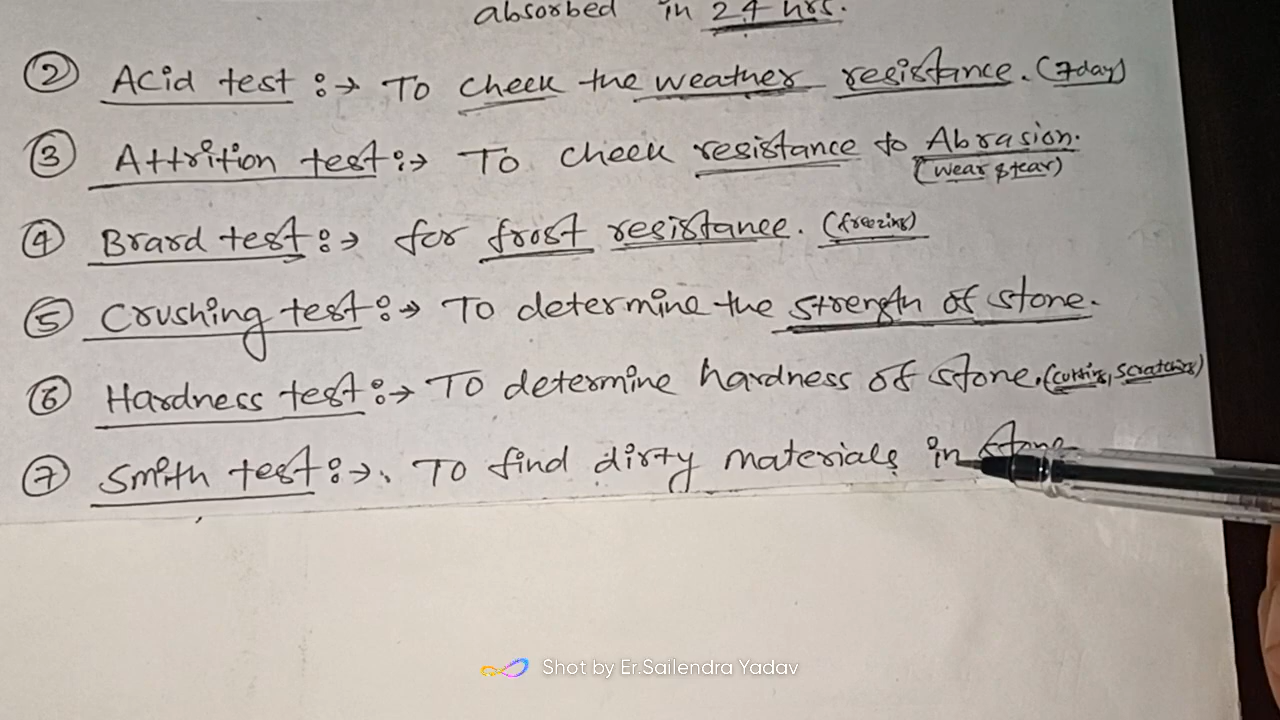 absorbed in 24 hrs.
② Acid test :→ To check the weather resistance. (7day)
③ Attrition test :→ To check resistance to Abrasion.
(wear & tear)
④ Brard test :→ for frost resistance. (freezing)
⑤ Crushing test :→ To determine the strength of stone.
⑥ Hardness test :→ To determine hardness of stone. (cutting, scratching)
⑦ Smith test :→ To find dirty materials in stone
Shot by Er.Sailendra Yadav